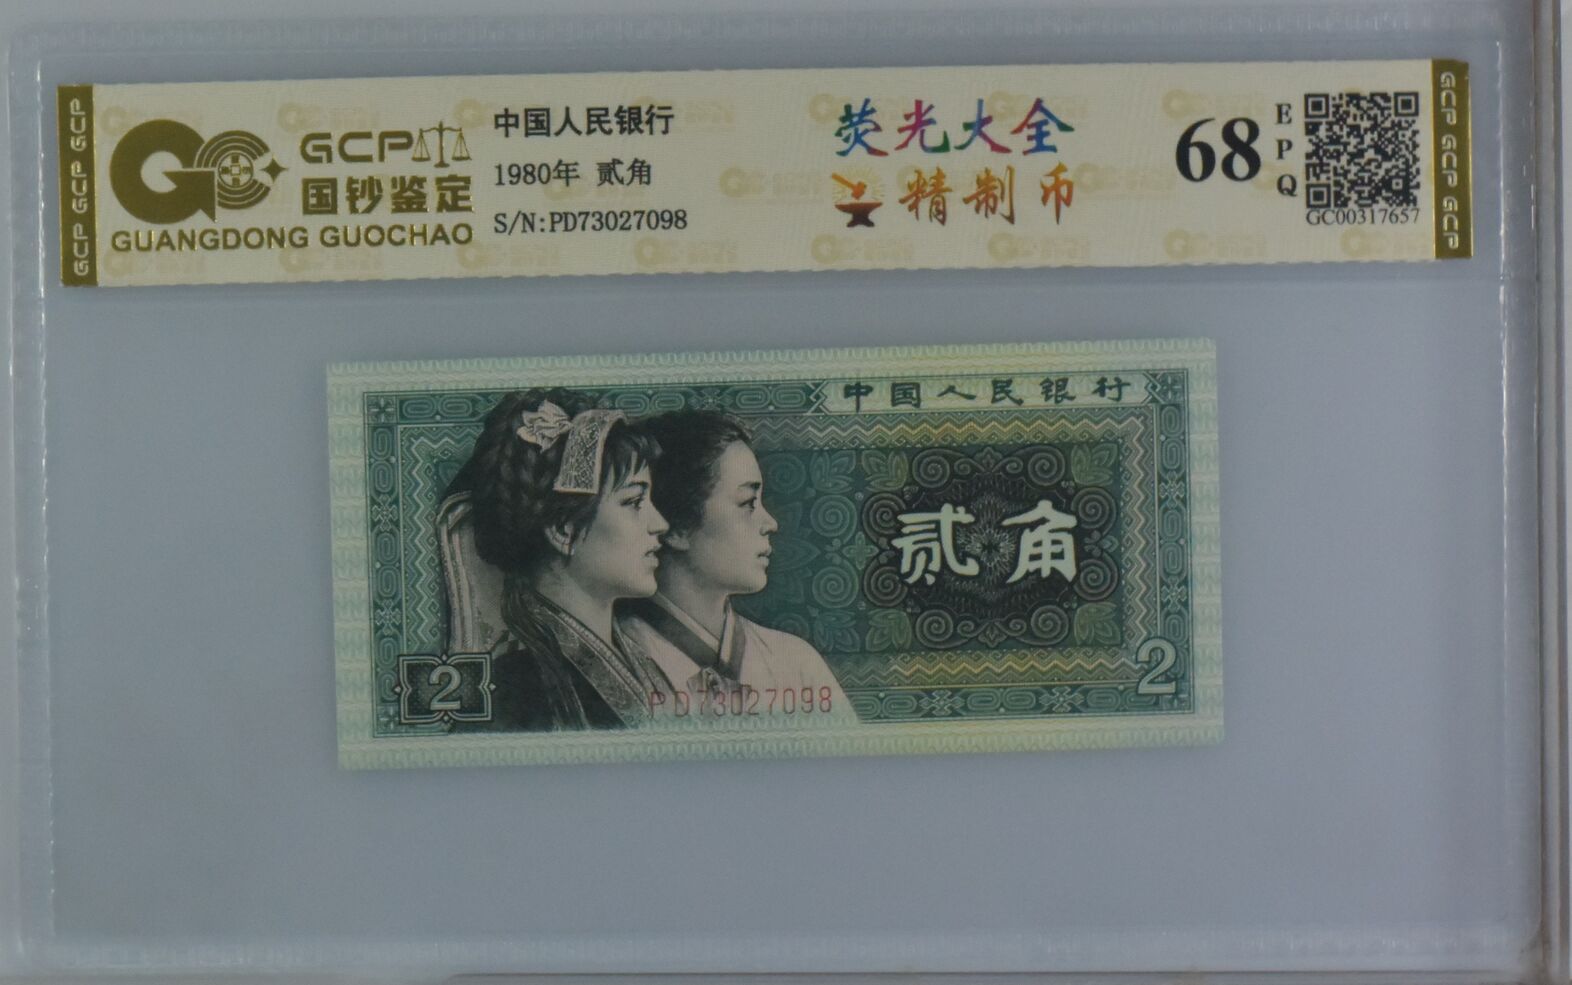 GCP GCP GCP
GCP
国钞鉴定
GUANGDONG GUOCHAO
中国人民银行
1980年 贰角
S/N:PD73027098
荧光大全
精制币
68
EPQ
GC00317657
GCP GCP GCP
中国人民银行
贰角
2
2
PD73027098